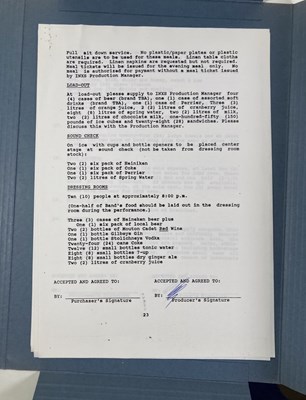 Full sit down service. No plastic/paper plates or plastic
utensils are to be used for these meals. Linen table cloths
are required. Linen napkins are requested but not required.
Meal tickets will be issued for the evening meal only. No
meal is authorized for payment without a meal ticket issued
by INXS Production Manager.
LOAD-OUT
At load-out please supply to INXS Production Manager four
(4) cases of beer (brand TBA), one (1) case of assorted soft
drinks (brand TBA), one (1) case of Perrier, Three (3)
litres of orange juice, 2 (2) litres of cranberry juice,
eight (8) litres of spring water, two (2) litres of milk,
two (2) litres of chocolate milk, one-hundred-fifty (150)
pounds of ice cubes and twenty-eight (28) sandwiches. Please
discuss this with the Production Manager.
SOUND CHECK
On ice with cups and bottle openers to be placed center
stage at sound check (not be taken from dressing room
stock):
Two (2) six pack of Heiniken
One (1) six pack of Coke
One (1) six pack of Perrier
Two (2) litres of Spring Water
DRESSING ROOMS
Ten (10) people at approximately 8:00 p.m.
(One-half of Band's food should be laid out in the dressing
room during the performance.)
Three (3) cases of Heineken beer plus
One (1) six pack of local beer
Two (2) bottles of Mouton Cadet Red Wine
One (1) bottle Gilbeys Gin
One (1) bottle Stolichnaya Vodka
Twenty-four (24) cans Coke
Twelve (12) small bottles tonic water
Eight (8) small bottles 7-up
Eight (8) small bottles dry ginger ale
Two (2) litres of cranberry juice
ACCEPTED AND AGREED TO: ACCEPTED AND AGREED TO:
BY: BY:
Purchaser's Signature Producer's Signature
23